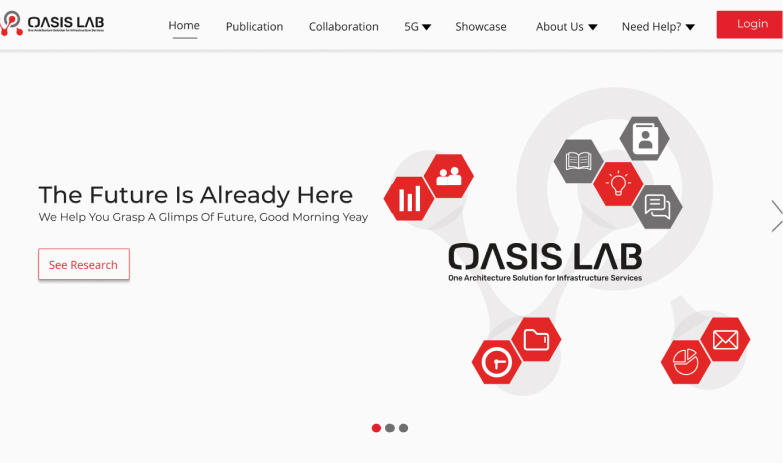 OASIS LAB
One Architecture Solution for Infrastructure Services
Home Publication Collaboration 5G Showcase About Us Need Help? Login
The Future Is Already Here
We Help You Grasp A Glimps Of Future, Good Morning Yeay
See Research
OASIS LAB
One Architecture Solution for Infrastructure Services